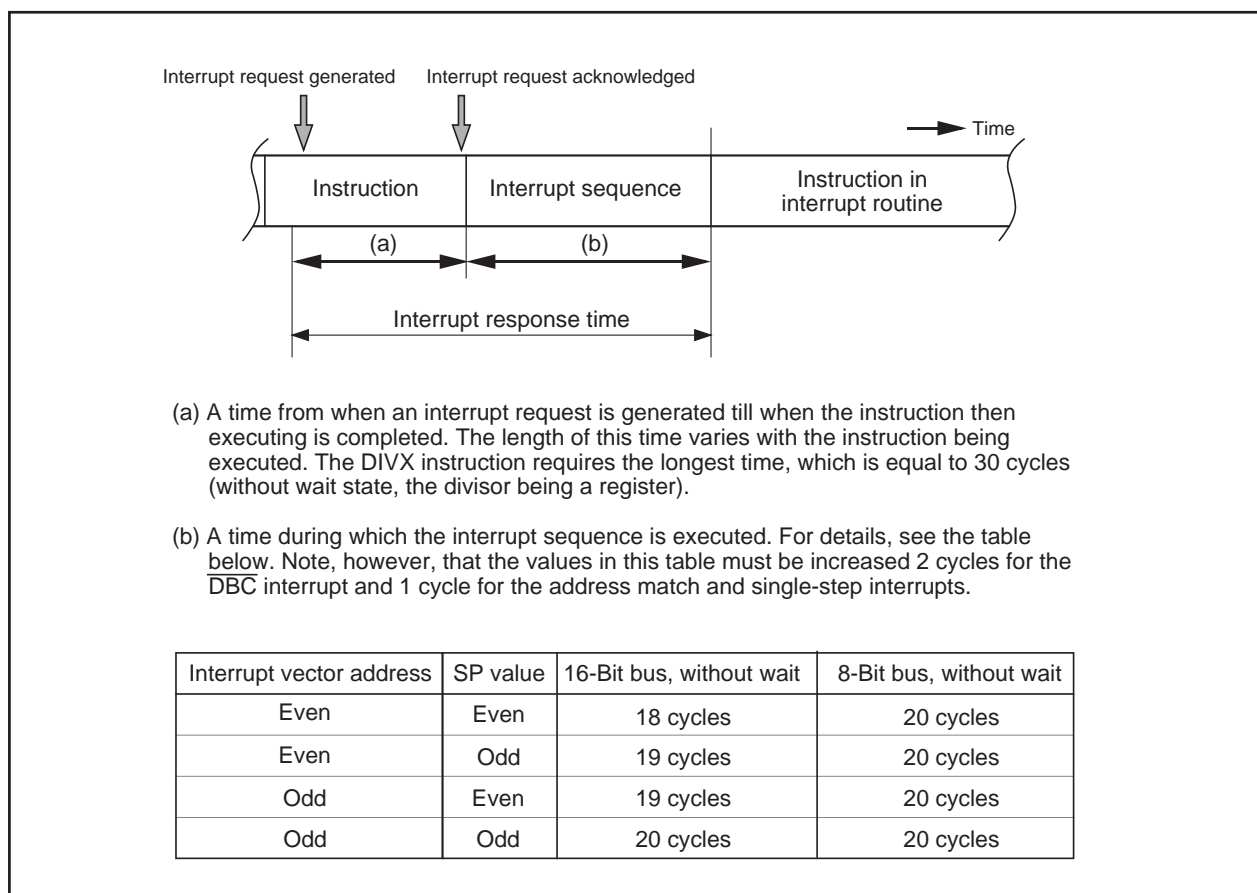 Interrupt request generated
Interrupt request acknowledged
Time
Instruction
Interrupt sequence
Instruction in
interrupt routine
(a)
(b)
Interrupt response time
(a) A time from when an interrupt request is generated till when the instruction then
executing is completed. The length of this time varies with the instruction being
executed. The DIVX instruction requires the longest time, which is equal to 30 cycles
(without wait state, the divisor being a register).
(b) A time during which the interrupt sequence is executed. For details, see the table
below. Note, however, that the values in this table must be increased 2 cycles for the
DBC interrupt and 1 cycle for the address match and single-step interrupts.
Interrupt vector address SP value 16-Bit bus, without wait 8-Bit bus, without wait
Even Even 18 cycles 20 cycles
Even Odd 19 cycles 20 cycles
Odd Even 19 cycles 20 cycles
Odd Odd 20 cycles 20 cycles